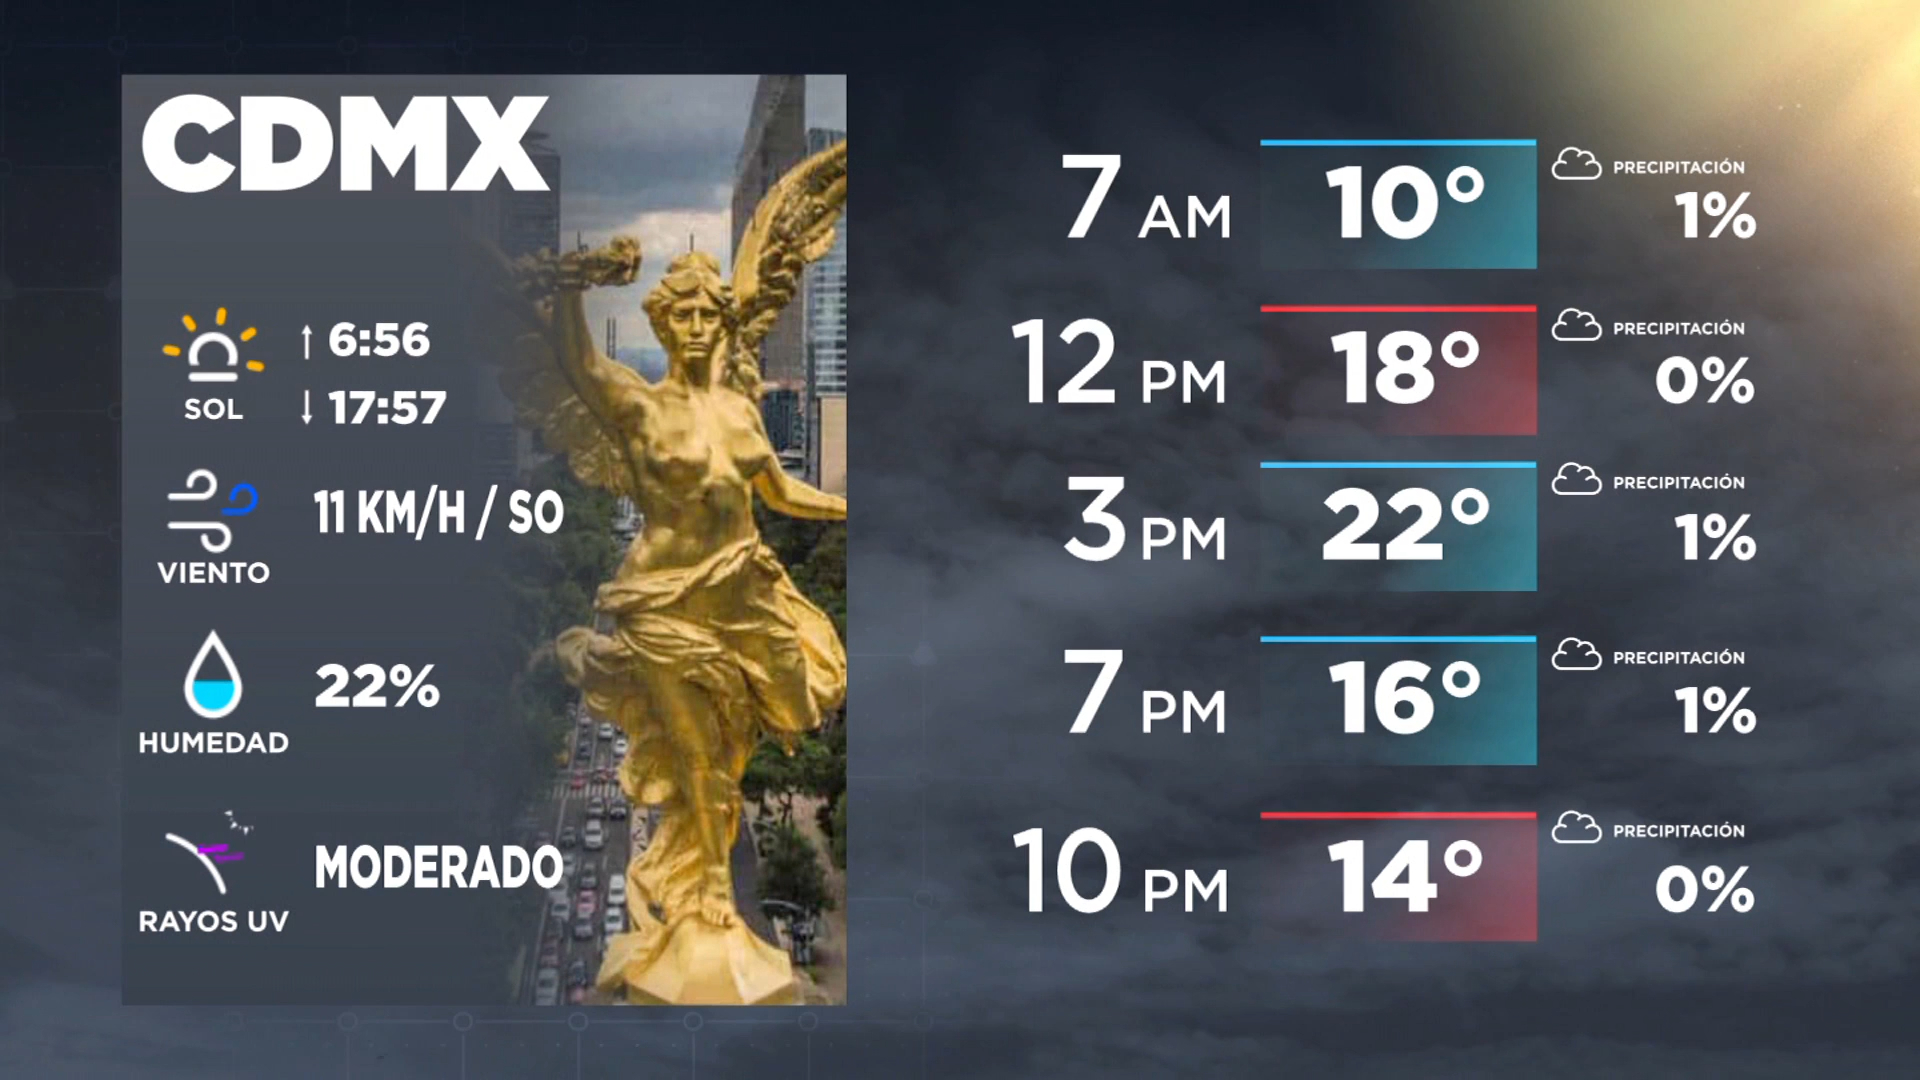 CDMX
↑ 6:56
↓ 17:57
SOL
11 KM/H / SO
VIENTO
22%
HUMEDAD
MODERADO
RAYOS UV
7 AM 10° PRECIPITACIÓN 1%
12 PM 18° PRECIPITACIÓN 0%
3 PM 22° PRECIPITACIÓN 1%
7 PM 16° PRECIPITACIÓN 1%
10 PM 14° PRECIPITACIÓN 0%